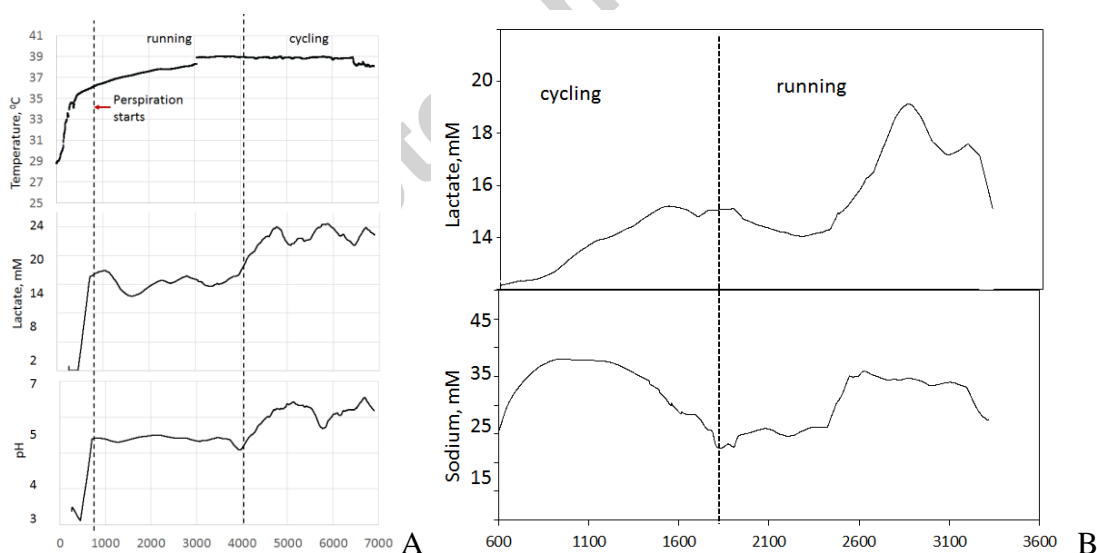 41
39
37
35
33
31
29
27
25
Temperature, ⁰C
running
cycling
Perspiration
starts
24
20
14
8
2
Lactate, mM
7
5
4
3
pH
0 1000 2000 3000 4000 5000 6000 7000
A
20
18
16
14
Lactate,mM
cycling
running
45
35
25
15
Sodium, mM
600 1100 1600 2100 2600 3100 3600
B